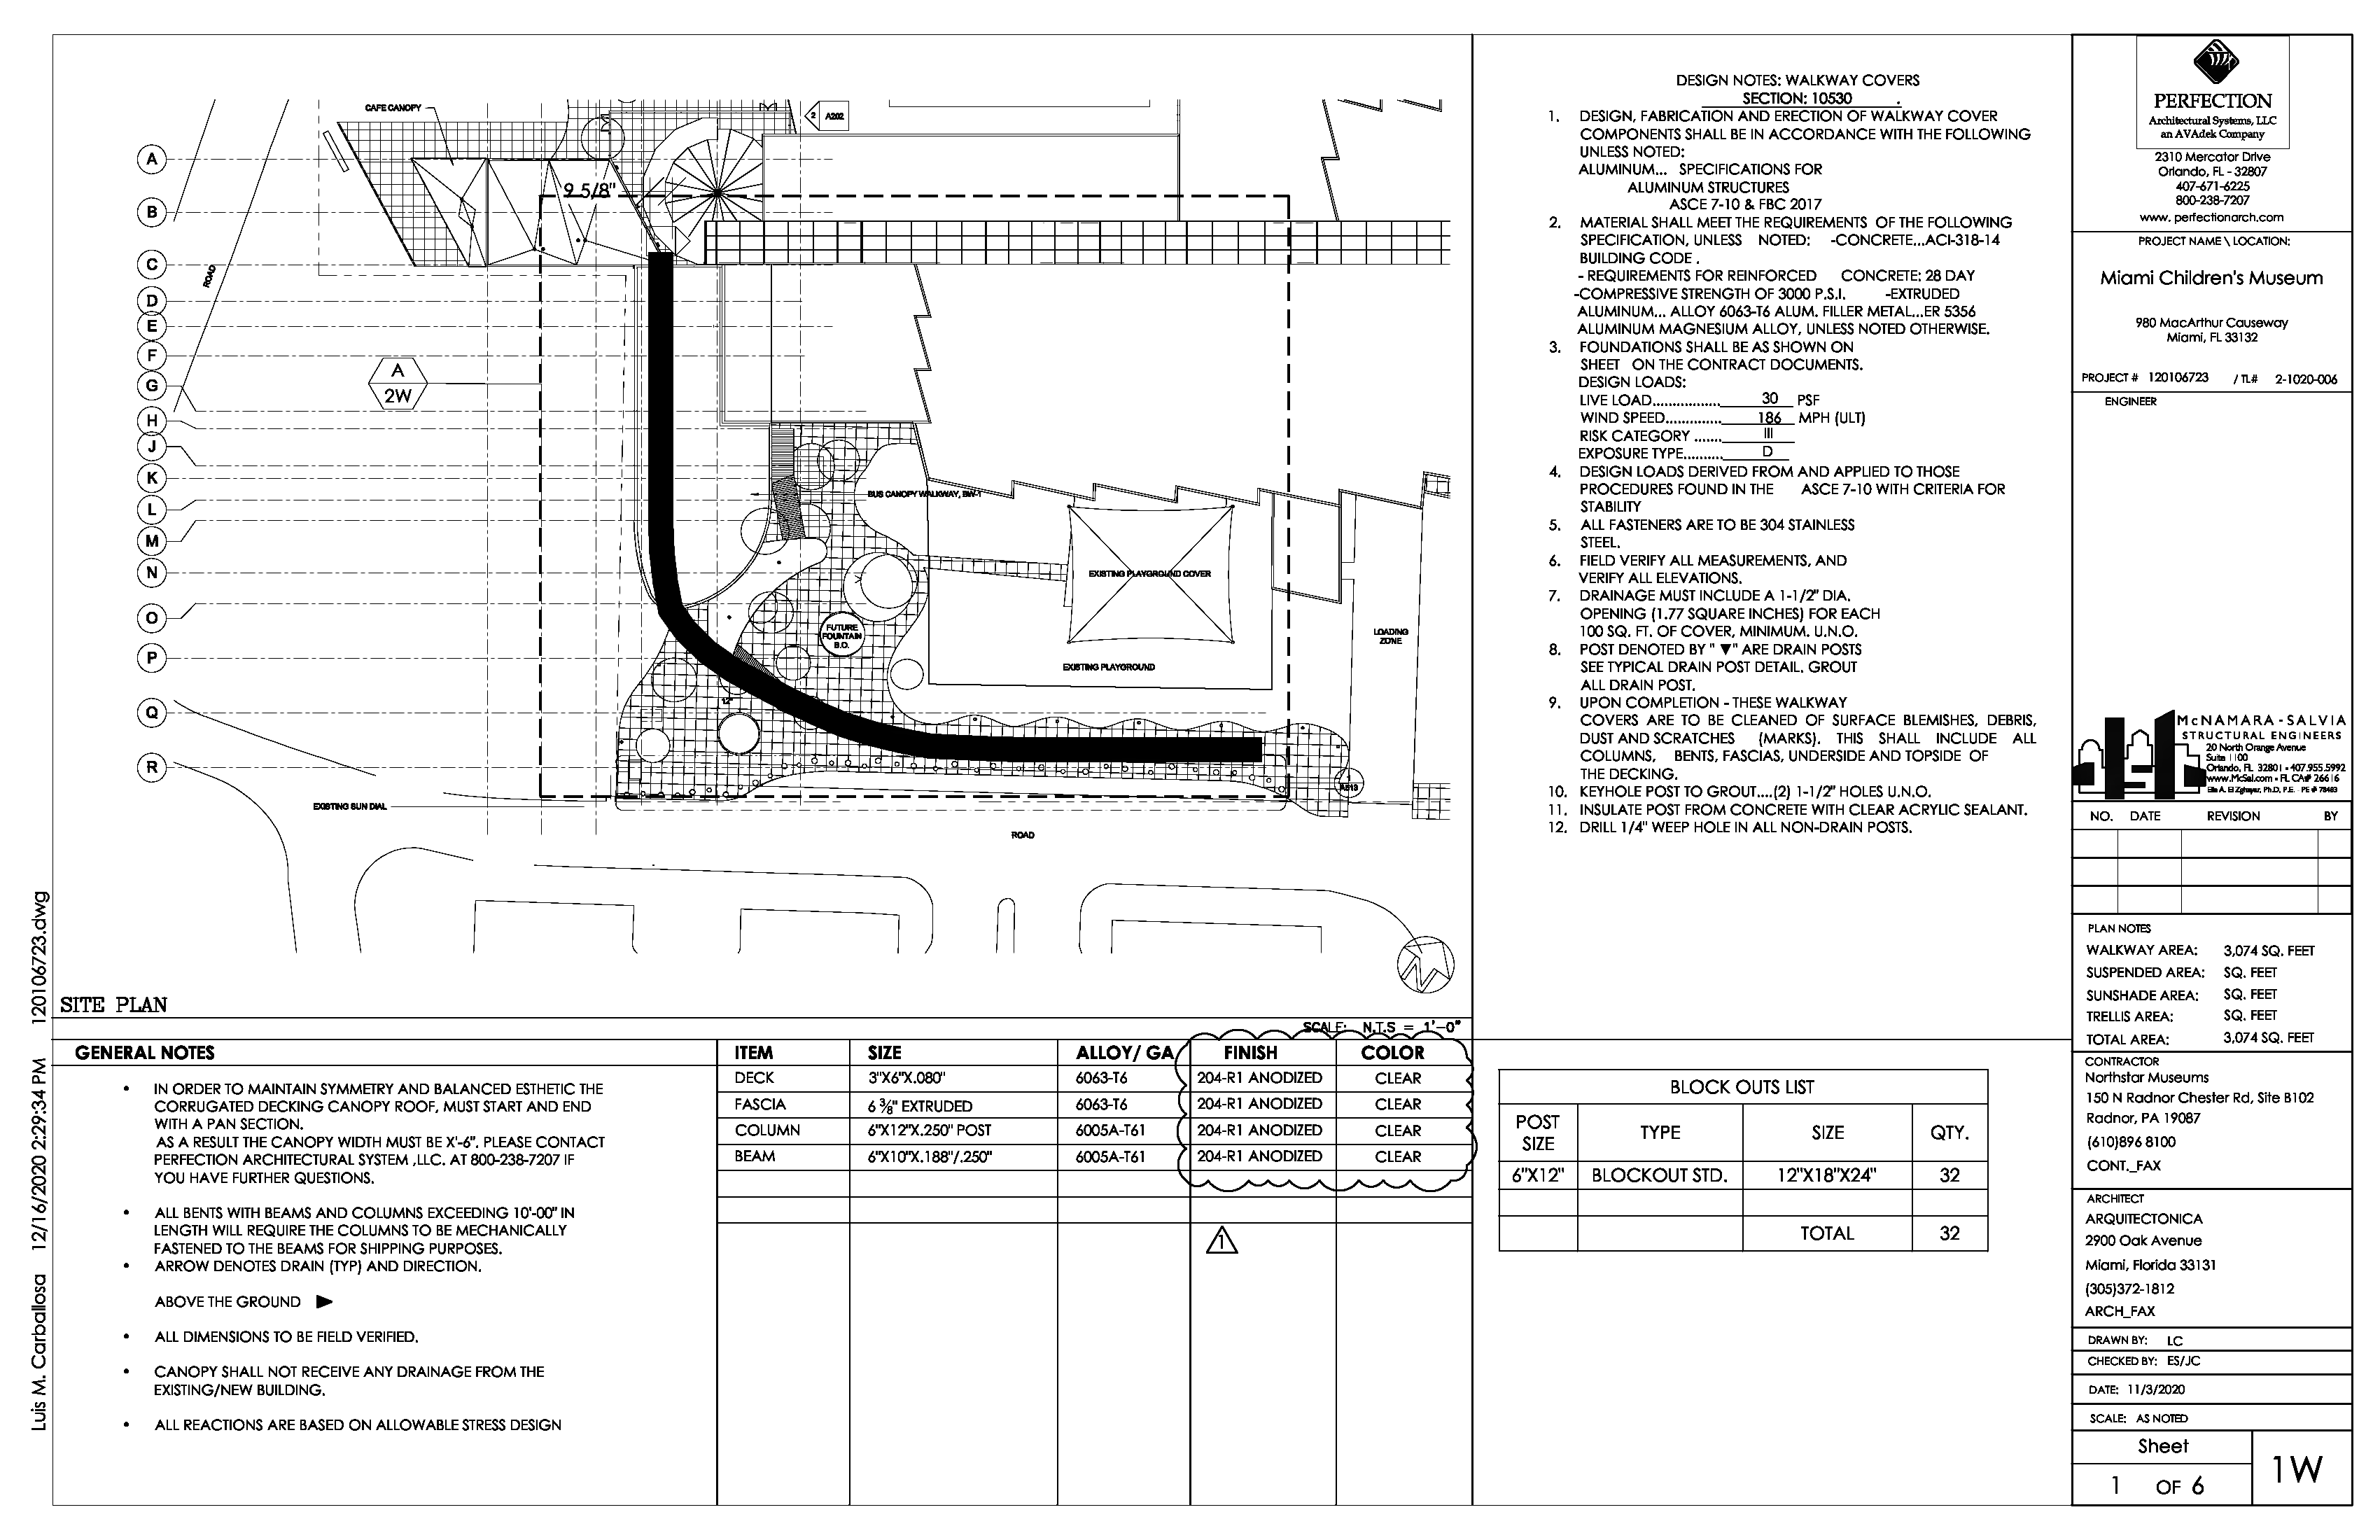 CAFE CANOPY
2 A202
A
B
C
D
E
F
G
H
J
K
L
M
N
O
P
Q
R
9 5/8"
ROAD
A
2W
BUS CANOPY WALKWAY, BW-1
EXISTING PLAYGROUND COVER
FUTURE
FOUNTAIN
B.O.
LOADING
ZONE
EXISTING PLAYGROUND
12"
EXISTING SUN DIAL
ROAD
SITE PLAN
SCALE: N.T.S = 1'-0"
DESIGN NOTES: WALKWAY COVERS
SECTION: 10530 .
1. DESIGN, FABRICATION AND ERECTION OF WALKWAY COVER
COMPONENTS SHALL BE IN ACCORDANCE WITH THE FOLLOWING
UNLESS NOTED:
ALUMINUM... SPECIFICATIONS FOR
ALUMINUM STRUCTURES
ASCE 7-10 & FBC 2017
2. MATERIAL SHALL MEET THE REQUIREMENTS OF THE FOLLOWING
SPECIFICATION, UNLESS NOTED: -CONCRETE...ACI-318-14
BUILDING CODE .
- REQUIREMENTS FOR REINFORCED CONCRETE: 28 DAY
-COMPRESSIVE STRENGTH OF 3000 P.S.I. -EXTRUDED
ALUMINUM... ALLOY 6063-T6 ALUM. FILLER METAL...ER 5356
ALUMINUM MAGNESIUM ALLOY, UNLESS NOTED OTHERWISE.
3. FOUNDATIONS SHALL BE AS SHOWN ON
SHEET ON THE CONTRACT DOCUMENTS.
DESIGN LOADS:
LIVE LOAD................. 30 PSF
WIND SPEED.............. 186 MPH (ULT)
RISK CATEGORY ....... III
EXPOSURE TYPE.......... D
4. DESIGN LOADS DERIVED FROM AND APPLIED TO THOSE
PROCEDURES FOUND IN THE ASCE 7-10 WITH CRITERIA FOR
STABILITY
5. ALL FASTENERS ARE TO BE 304 STAINLESS
STEEL.
6. FIELD VERIFY ALL MEASUREMENTS, AND
VERIFY ALL ELEVATIONS.
7. DRAINAGE MUST INCLUDE A 1-1/2" DIA.
OPENING (1.77 SQUARE INCHES) FOR EACH
100 SQ. FT. OF COVER, MINIMUM. U.N.O.
8. POST DENOTED BY " ▼" ARE DRAIN POSTS
SEE TYPICAL DRAIN POST DETAIL. GROUT
ALL DRAIN POST.
9. UPON COMPLETION - THESE WALKWAY
COVERS ARE TO BE CLEANED OF SURFACE BLEMISHES, DEBRIS,
DUST AND SCRATCHES (MARKS). THIS SHALL INCLUDE ALL
COLUMNS, BENTS, FASCIAS, UNDERSIDE AND TOPSIDE OF
THE DECKING.
10. KEYHOLE POST TO GROUT....(2) 1-1/2" HOLES U.N.O.
11. INSULATE POST FROM CONCRETE WITH CLEAR ACRYLIC SEALANT.
12. DRILL 1/4" WEEP HOLE IN ALL NON-DRAIN POSTS.
PERFECTION
Architectural Systems, LLC
an AVAdek Company
2310 Mercator Drive
Orlando, FL - 32807
407-671-6225
800-238-7207
www. perfectionarch.com
PROJECT NAME \ LOCATION:
Miami Children's Museum
980 MacArthur Causeway
Miami, FL 33132
PROJECT # 120106723 / TL# 2-1020-006
ENGINEER
McNAMARA - SALVIA
STRUCTURAL ENGINEERS
20 North Orange Avenue
Suite 1100
Orlando, FL 32801 • 407.955.5992
www.McSal.com • FL CA# 26616
Elie A. El Zghayar, Ph.D, P.E. - PE # 78403
NO. DATE REVISION BY
PLAN NOTES
WALKWAY AREA: 3,074 SQ. FEET
SUSPENDED AREA: SQ. FEET
SUNSHADE AREA: SQ. FEET
TRELLIS AREA: SQ. FEET
TOTAL AREA: 3,074 SQ. FEET
CONTRACTOR
Northstar Museums
150 N Radnor Chester Rd, Site B102
Radnor, PA 19087
(610)896 8100
CONT._FAX
ARCHITECT
ARQUITECTONICA
2900 Oak Avenue
Miami, Florida 33131
(305)372-1812
ARCH_FAX
DRAWN BY: LC
CHECKED BY: ES/JC
DATE: 11/3/2020
SCALE: AS NOTED
Sheet
1 OF 6
1W
GENERAL NOTES
• IN ORDER TO MAINTAIN SYMMETRY AND BALANCED ESTHETIC THE
CORRUGATED DECKING CANOPY ROOF, MUST START AND END
WITH A PAN SECTION.
AS A RESULT THE CANOPY WIDTH MUST BE X'-6". PLEASE CONTACT
PERFECTION ARCHITECTURAL SYSTEM ,LLC. AT 800-238-7207 IF
YOU HAVE FURTHER QUESTIONS.
• ALL BENTS WITH BEAMS AND COLUMNS EXCEEDING 10'-00" IN
LENGTH WILL REQUIRE THE COLUMNS TO BE MECHANICALLY
FASTENED TO THE BEAMS FOR SHIPPING PURPOSES.
• ARROW DENOTES DRAIN (TYP) AND DIRECTION.
ABOVE THE GROUND ►
• ALL DIMENSIONS TO BE FIELD VERIFIED.
• CANOPY SHALL NOT RECEIVE ANY DRAINAGE FROM THE
EXISTING/NEW BUILDING.
• ALL REACTIONS ARE BASED ON ALLOWABLE STRESS DESIGN
ITEM SIZE ALLOY/ GA FINISH COLOR
DECK 3"X6"X.080" 6063-T6 204-R1 ANODIZED CLEAR
FASCIA 6 3/8" EXTRUDED 6063-T6 204-R1 ANODIZED CLEAR
COLUMN 6"X12"X.250" POST 6005A-T61 204-R1 ANODIZED CLEAR
BEAM 6"X10"X.188"/.250" 6005A-T61 204-R1 ANODIZED CLEAR
1
BLOCK OUTS LIST
POST
SIZE TYPE SIZE QTY.
6"X12" BLOCKOUT STD. 12"X18"X24" 32
TOTAL 32
Luis M. Carballosa 12/16/2020 2:29:34 PM 120106723.dwg